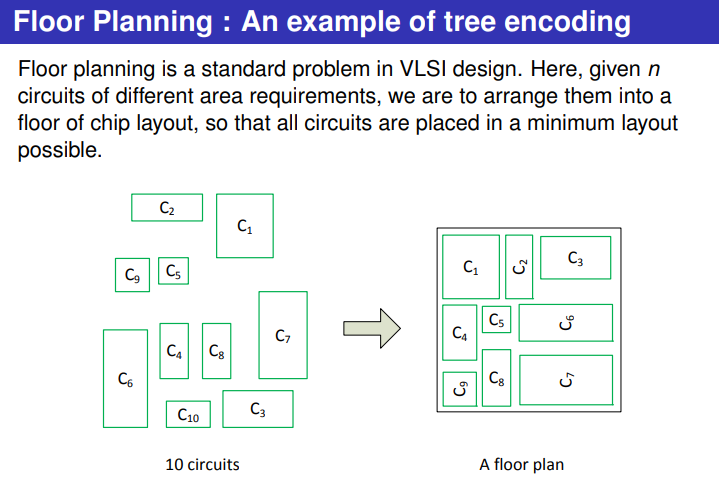 Floor Planning : An example of tree encoding
Floor planning is a standard problem in VLSI design. Here, given n
circuits of different area requirements, we are to arrange them into a
floor of chip layout, so that all circuits are placed in a minimum layout
possible.
C₂
C₁
C₉ C₅
C₇
C₄ C₈
C₆
C₁₀ C₃
10 circuits
C₁ C₂ C₃
C₄ C₅ C₆
C₉ C₈ C₇
A floor plan